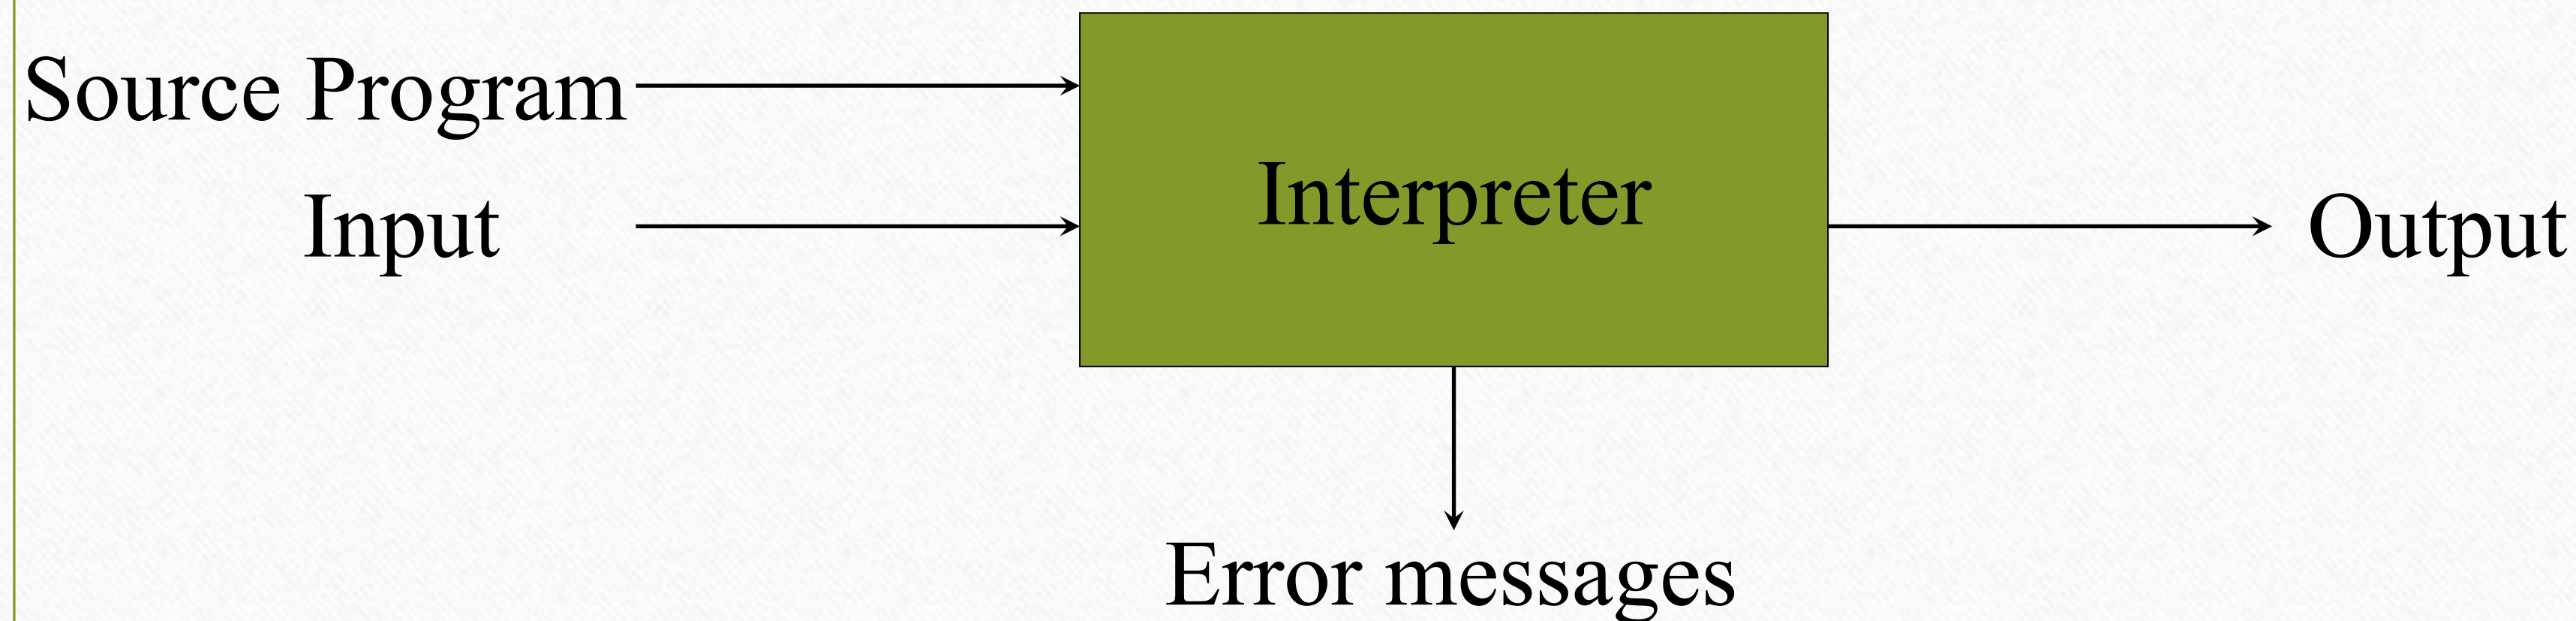 Source Program
Input
Interpreter
Output
Error messages